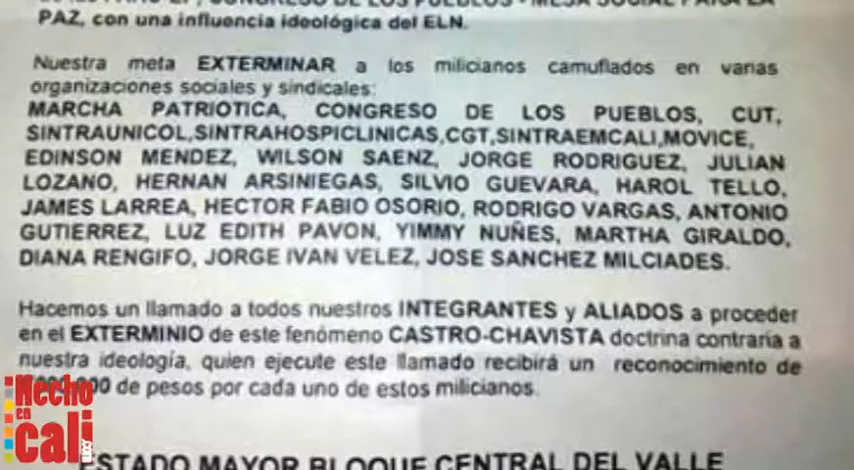 CONGRESO DE LOS PUEBLOS - MESA SOCIAL PARA LA
PAZ, con una influencia ideológica del ELN.
Nuestra meta EXTERMINAR a los milicianos camuflados en varias
organizaciones sociales y sindicales:
MARCHA PATRIOTICA, CONGRESO DE LOS PUEBLOS, CUT,
SINTRAUNICOL,SINTRAHOSPICLINICAS,CGT,SINTRAEMCALI,MOVICE,
EDINSON MENDEZ, WILSON SAENZ, JORGE RODRIGUEZ, JULIAN
LOZANO, HERNAN ARSINIEGAS, SILVIO GUEVARA, HAROL TELLO,
JAMES LARREA, HECTOR FABIO OSORIO, RODRIGO VARGAS, ANTONIO
GUTIERREZ, LUZ EDITH PAVON, YIMMY NUÑES, MARTHA GIRALDO,
DIANA RENGIFO, JORGE IVAN VELEZ, JOSE SANCHEZ MILCIADES.
Hacemos un llamado a todos nuestros INTEGRANTES y ALIADOS a proceder
en el EXTERMINIO de este fenómeno CASTRO-CHAVISTA doctrina contraria a
nuestra ideología, quien ejecute este llamado recibirá un reconocimiento de
de pesos por cada uno de estos milicianos.
ESTADO MAYOR BLOQUE CENTRAL DEL VALLE
Hecho
en
cali
.com